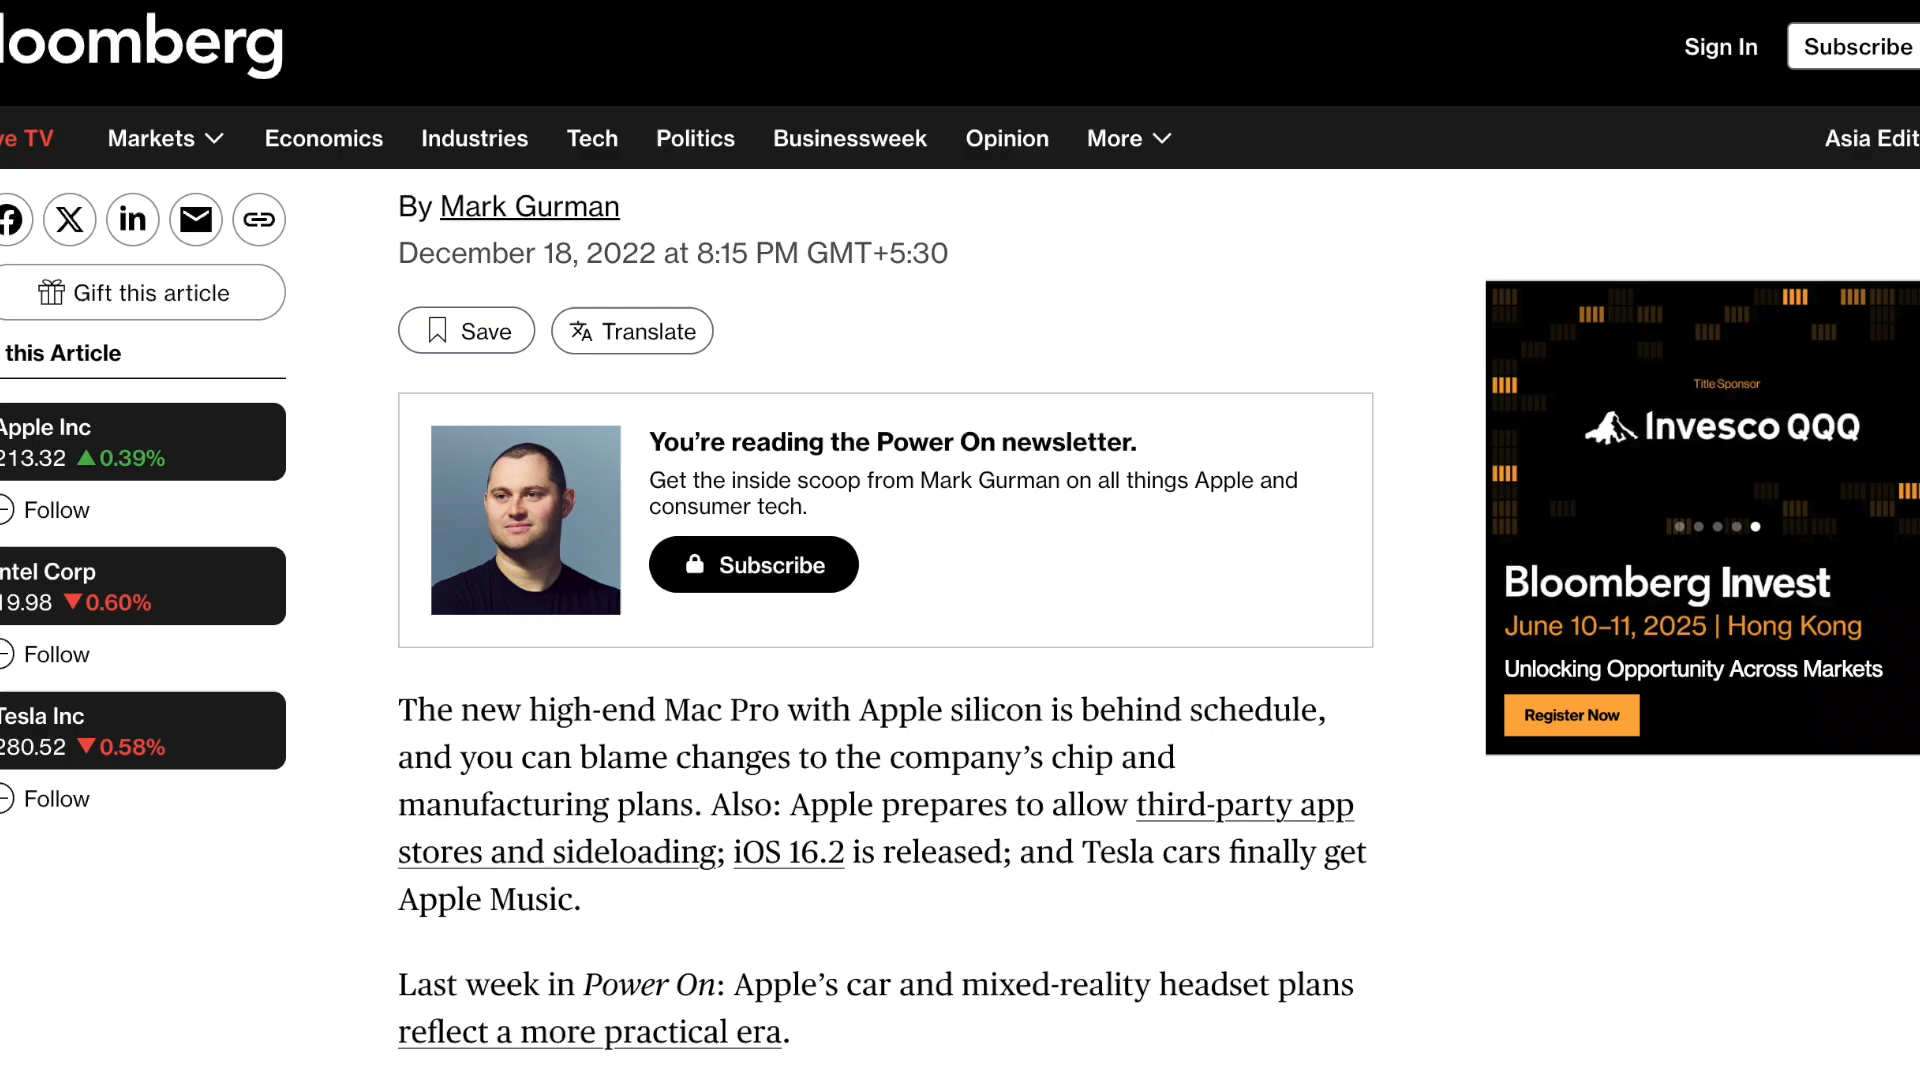 loomberg
Sign In
Subscribe
ve TV
Markets
Economics
Industries
Tech
Politics
Businessweek
Opinion
More
Asia Edit
Gift this article
this Article
Apple Inc
213.32 ▲0.39%
Follow
ntel Corp
19.98 ▼0.60%
Follow
Tesla Inc
280.52 ▼0.58%
Follow
By Mark Gurman
December 18, 2022 at 8:15 PM GMT+5:30
Save
Translate
You’re reading the Power On newsletter.
Get the inside scoop from Mark Gurman on all things Apple and
consumer tech.
Subscribe
The new high-end Mac Pro with Apple silicon is behind schedule,
and you can blame changes to the company’s chip and
manufacturing plans. Also: Apple prepares to allow third-party app
stores and sideloading; iOS 16.2 is released; and Tesla cars finally get
Apple Music.
Last week in Power On: Apple’s car and mixed-reality headset plans
reflect a more practical era.
Title Sponsor
Invesco QQQ
Bloomberg Invest
June 10–11, 2025 | Hong Kong
Unlocking Opportunity Across Markets
Register Now